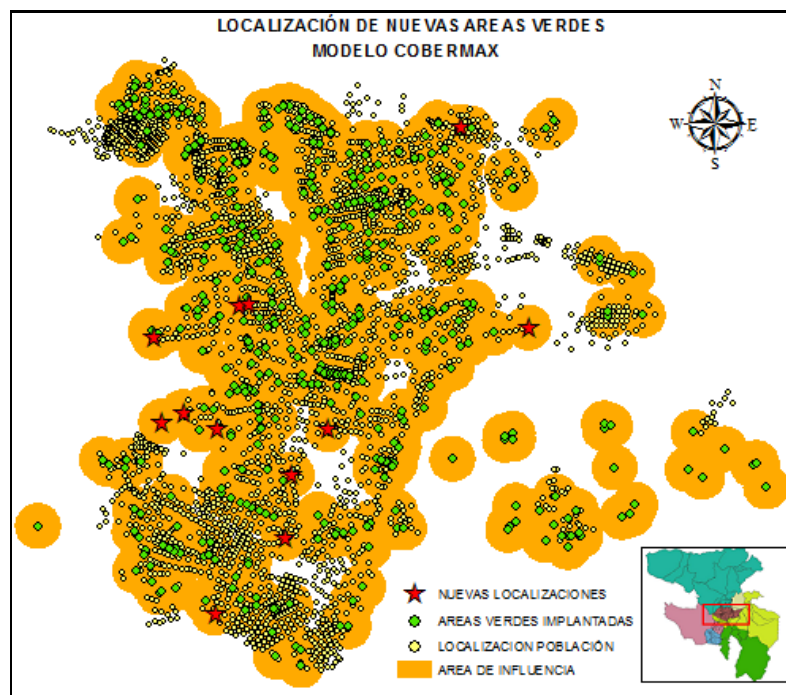 LOCALIZACIÓN DE NUEVAS AREAS VERDES
MODELO COBERMAX
N
W
E
S
NUEVAS LOCALIZACIONES
AREAS VERDES IMPLANTADAS
LOCALIZACION POBLACIÓN
AREA DE INFLUENCIA